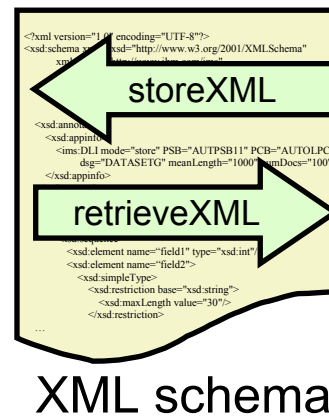 <?xml version="1.0" encoding="UTF-8"?>
<xsd:schema xsd="http://www.w3.org/2001/XMLSchema"
storeXML
<ims:DLI mode="store" PSB="AUTPSB11" PCB="AUTOLPC
dsg="DATASETG" meanLength="1000" numDocs="100"
</xsd:appinfo>
retrieveXML
<xsd:element name="field1" type="xsd:int"/
<xsd:element name="field2">
<xsd:simpleType>
<xsd:restriction base="xsd:string">
<xsd:maxLength value="30"/>
</xsd:restriction>
…
XML schema